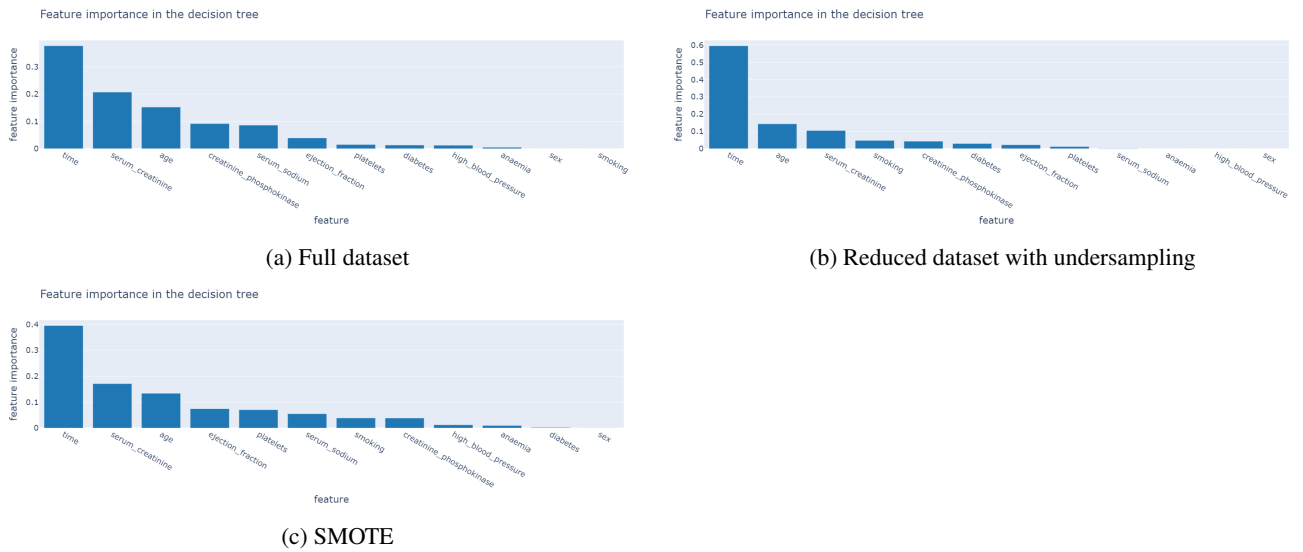 Feature importance in the decision tree
feature importance
0.3
0.2
0.1
0
time
serum_creatinine
age
creatinine_phosphokinase
serum_sodium
ejection_fraction
platelets
diabetes
high_blood_pressure
anaemia
sex
smoking
feature
(a) Full dataset
Feature importance in the decision tree
feature importance
0.6
0.5
0.4
0.3
0.2
0.1
0
time
age
serum_creatinine
smoking
creatinine_phosphokinase
diabetes
ejection_fraction
platelets
serum_sodium
anaemia
high_blood_pressure
sex
feature
(b) Reduced dataset with undersampling
Feature importance in the decision tree
feature importance
0.4
0.3
0.2
0.1
0
time
serum_creatinine
age
ejection_fraction
platelets
serum_sodium
smoking
creatinine_phosphokinase
high_blood_pressure
anaemia
diabetes
sex
feature
(c) SMOTE